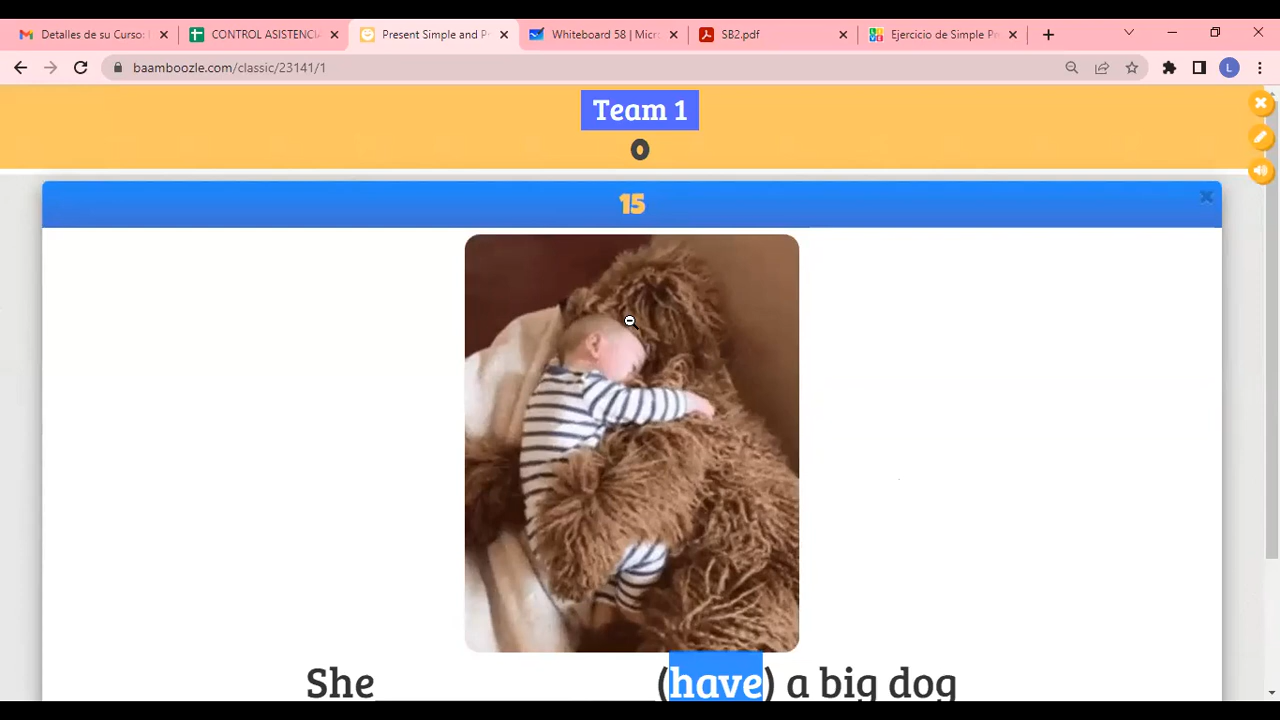 Detalles de su Curso:
CONTROL ASISTENCIA
Present Simple and P
Whiteboard 58 | Micr
SB2.pdf
Ejercicio de Simple Pr
baamboozle.com/classic/23141/1
L
Team 1
0
15
She (have) a big dog